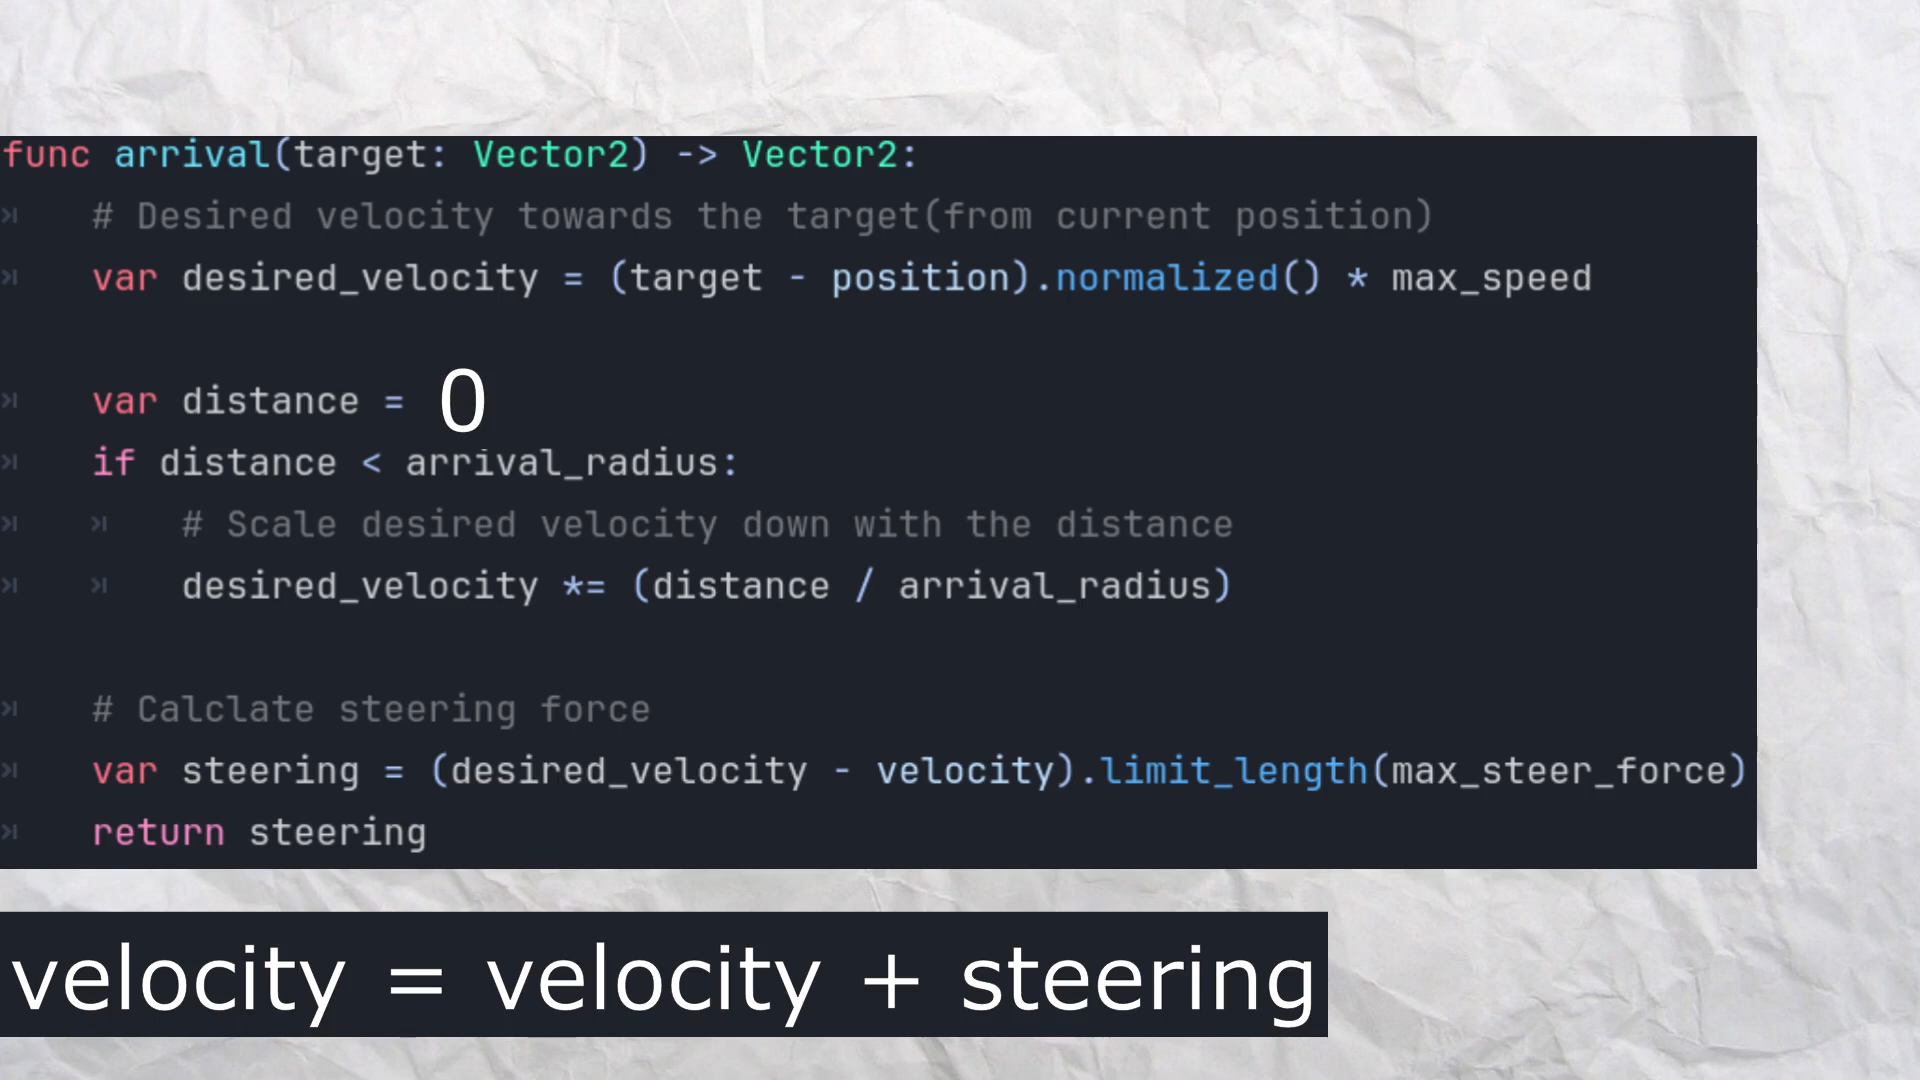 func arrival(target: Vector2) -> Vector2:
# Desired velocity towards the target(from current position)
var desired_velocity = (target - position).normalized() * max_speed
var distance = 0
if distance < arrival_radius:
# Scale desired velocity down with the distance
desired_velocity *= (distance / arrival_radius)
# Calclate steering force
var steering = (desired_velocity - velocity).limit_length(max_steer_force)
return steering
velocity = velocity + steering